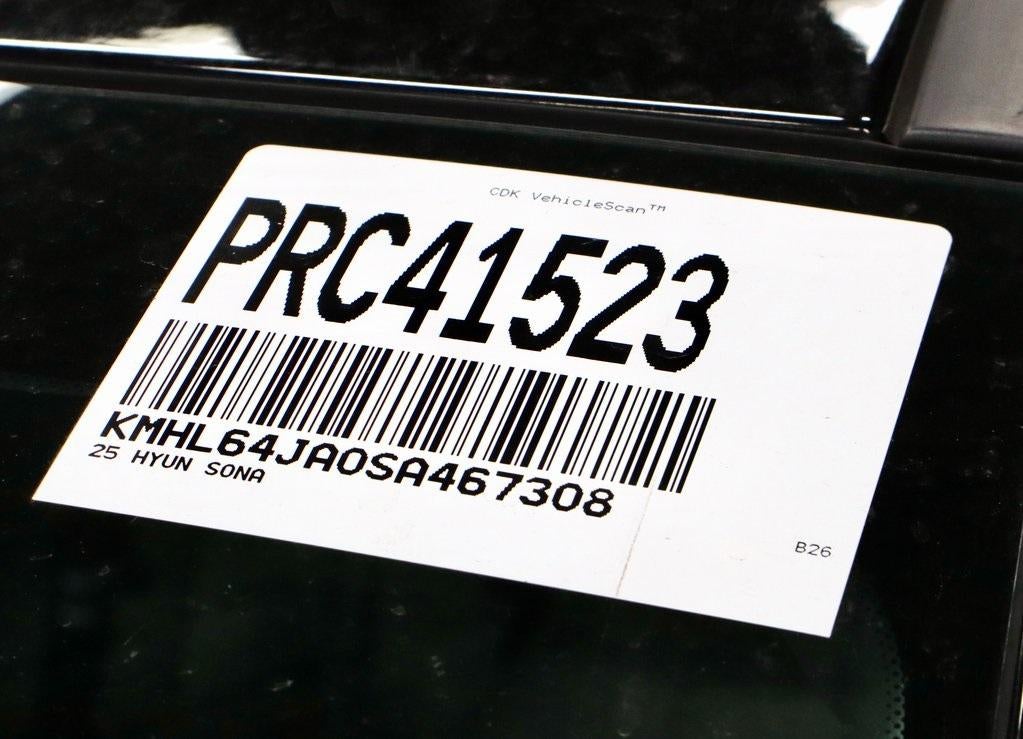 CDK VehicleScan™
PRC41523
KMHL64JA0SA467308
25 HYUN SONA
B26